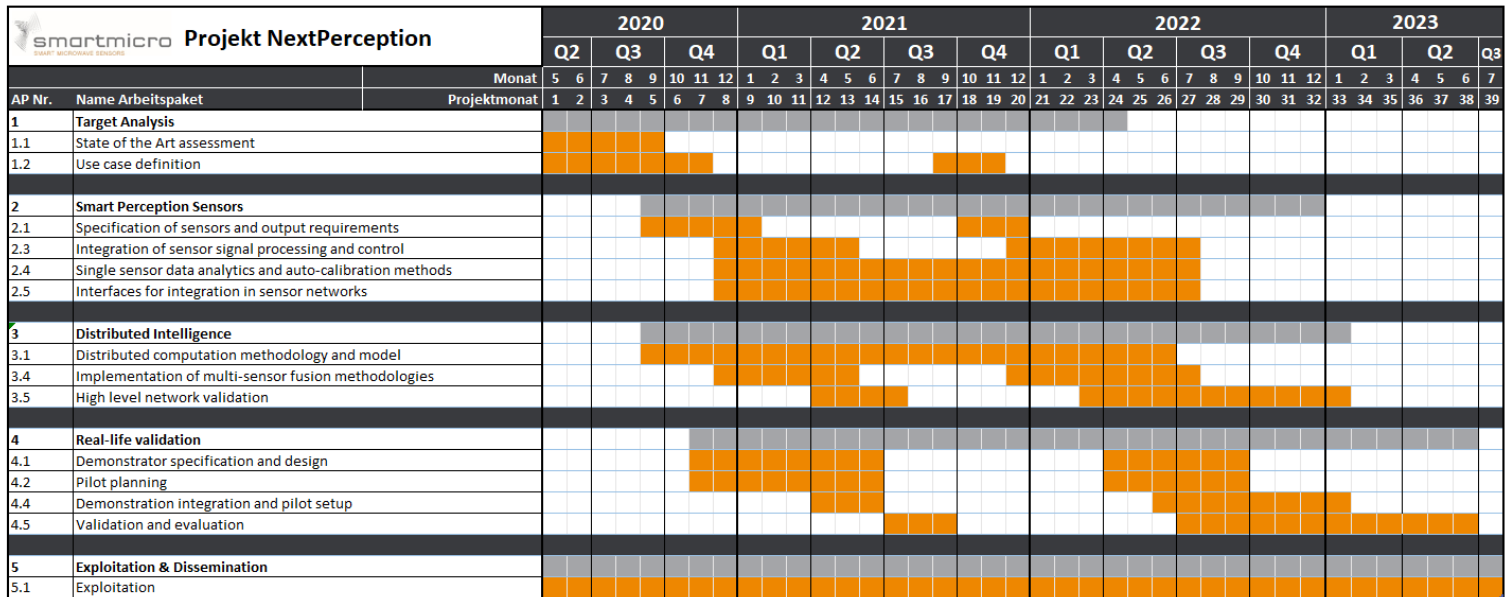 smartmicro Projekt NextPerception
SMART MICROWAVE SENSORS
2020 2021 2022 2023
Q2 Q3 Q4 Q1 Q2 Q3 Q4 Q1 Q2 Q3 Q4 Q1 Q2 Q3
Monat 5 6 7 8 9 10 11 12 1 2 3 4 5 6 7 8 9 10 11 12 1 2 3 4 5 6 7 8 9 10 11 12 1 2 3 4 5 6 7
AP Nr. Name Arbeitspaket Projektmonat 1 2 3 4 5 6 7 8 9 10 11 12 13 14 15 16 17 18 19 20 21 22 23 24 25 26 27 28 29 30 31 32 33 34 35 36 37 38 39
1 Target Analysis
1.1 State of the Art assessment
1.2 Use case definition
2 Smart Perception Sensors
2.1 Specification of sensors and output requirements
2.3 Integration of sensor signal processing and control
2.4 Single sensor data analytics and auto-calibration methods
2.5 Interfaces for integration in sensor networks
3 Distributed Intelligence
3.1 Distributed computation methodology and model
3.4 Implementation of multi-sensor fusion methodologies
3.5 High level network validation
4 Real-life validation
4.1 Demonstrator specification and design
4.2 Pilot planning
4.4 Demonstration integration and pilot setup
4.5 Validation and evaluation
5 Exploitation & Dissemination
5.1 Exploitation